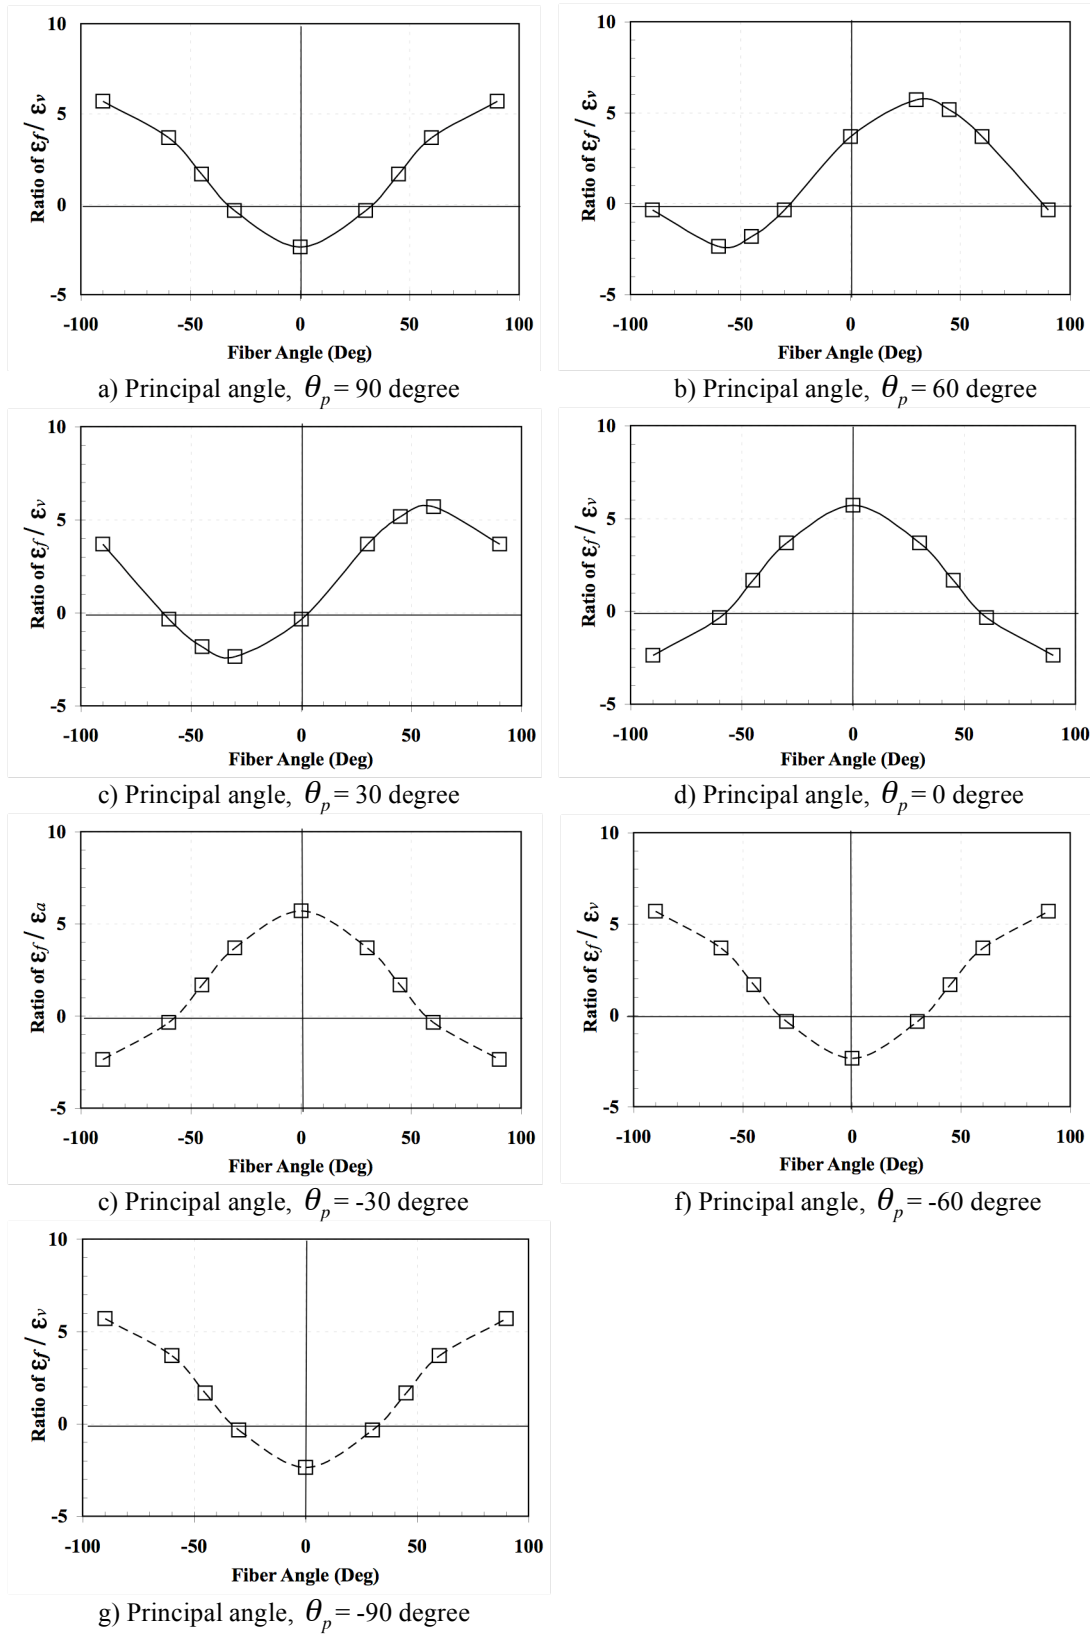 10
5
0
-5
-100 -50 0 50 100
Ratio of εf / εv
Fiber Angle (Deg)
a) Principal angle, θp = 90 degree
10
5
0
-5
-100 -50 0 50 100
Ratio of εf / εv
Fiber Angle (Deg)
b) Principal angle, θp = 60 degree
10
5
0
-5
-100 -50 0 50 100
Ratio of εf / εv
Fiber Angle (Deg)
c) Principal angle, θp = 30 degree
10
5
0
-5
-100 -50 0 50 100
Ratio of εf / εv
Fiber Angle (Deg)
d) Principal angle, θp = 0 degree
10
5
0
-5
-100 -50 0 50 100
Ratio of εf / εa
Fiber Angle (Deg)
c) Principal angle, θp = -30 degree
10
5
0
-5
-100 -50 0 50 100
Ratio of εf / εv
Fiber Angle (Deg)
f) Principal angle, θp = -60 degree
10
5
0
-5
-100 -50 0 50 100
Ratio of εf / εv
Fiber Angle (Deg)
g) Principal angle, θp = -90 degree